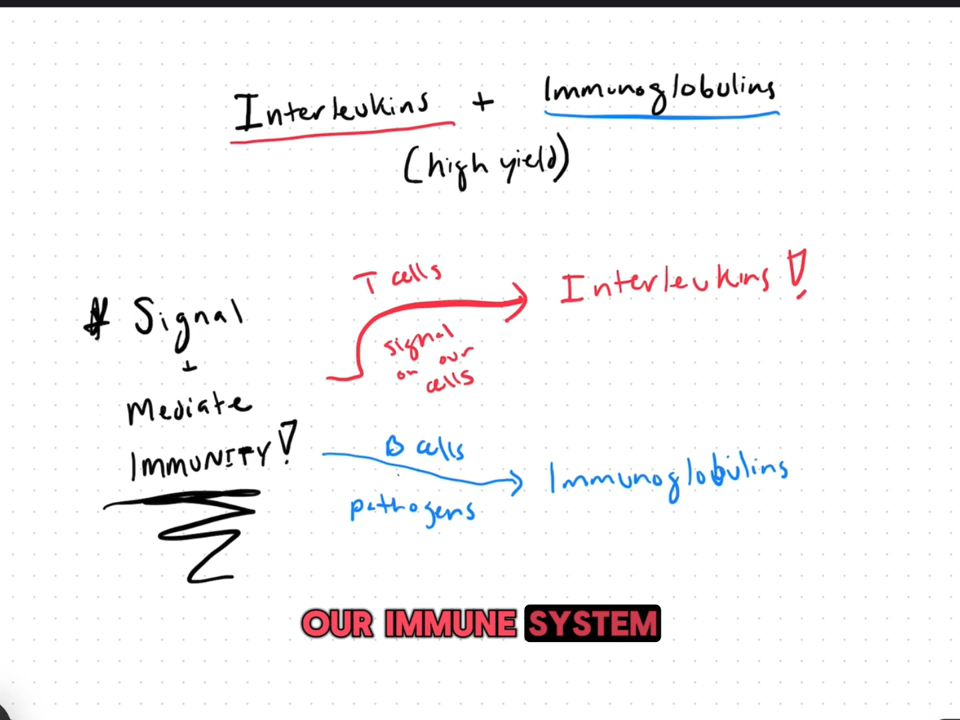 Interleukins + Immunoglobulins
(high yield)
T cells
Interleukins!
* Signal
signal
on our
cells
+
Mediate
IMMUNITY!
B cells
Immunoglobulins
pathogens
OUR IMMUNE SYSTEM